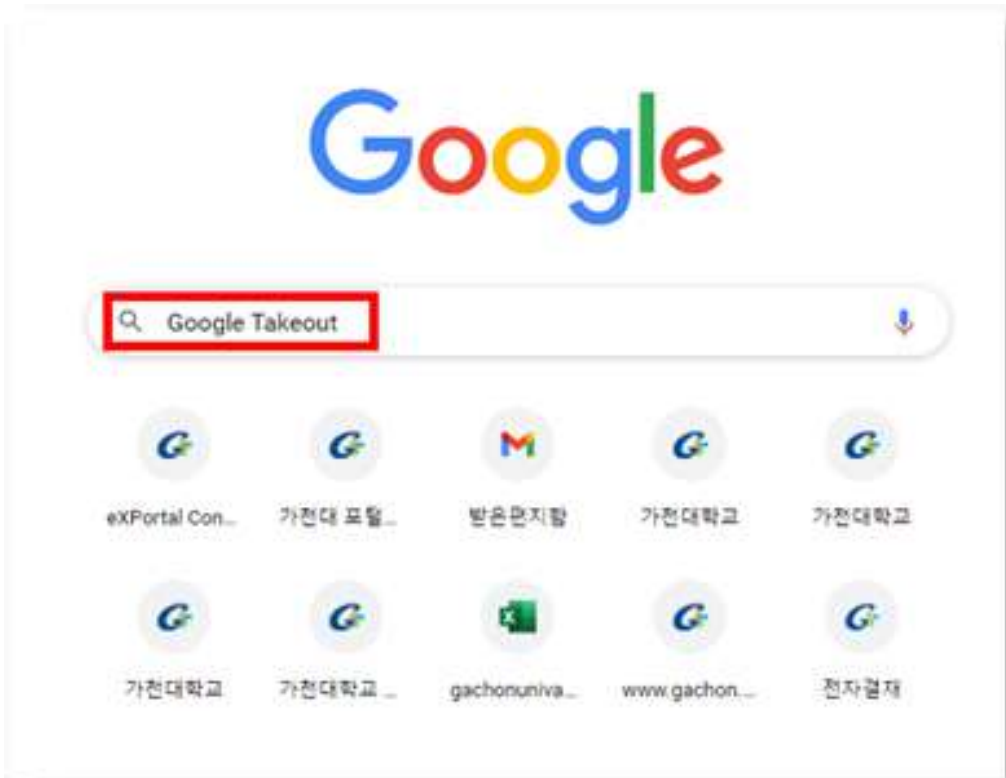 Google
Google Takeout
eXPortal Con...
가천대 포털...
받은편지함
가천대학교
가천대학교
가천대학교
가천대학교 ...
gachonuniva...
www.gachon....
전자결재